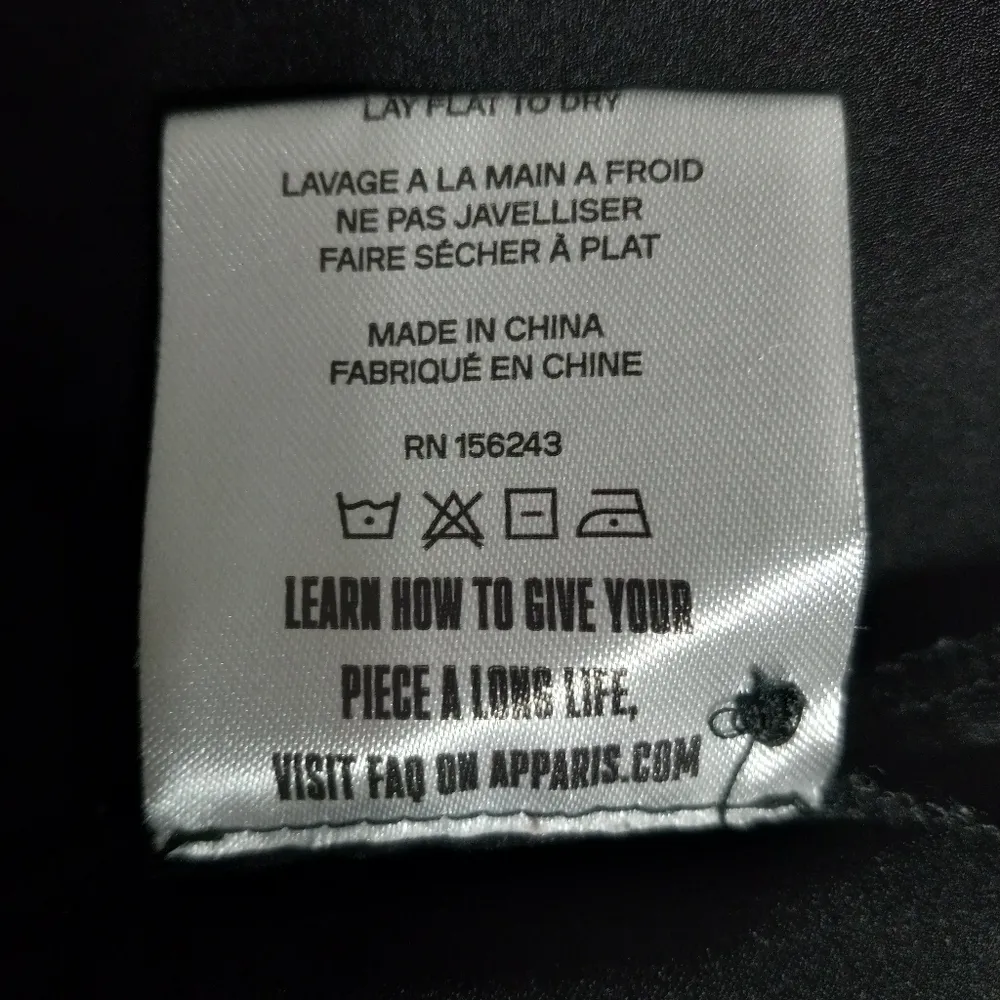 LAY FLAT TO DRY
LAVAGE A LA MAIN A FROID
NE PAS JAVELLISER
FAIRE SÉCHER À PLAT
MADE IN CHINA
FABRIQUÉ EN CHINE
RN 156243
LEARN HOW TO GIVE YOUR
PIECE A LONG LIFE,
VISIT FAQ ON APPARIS.COM